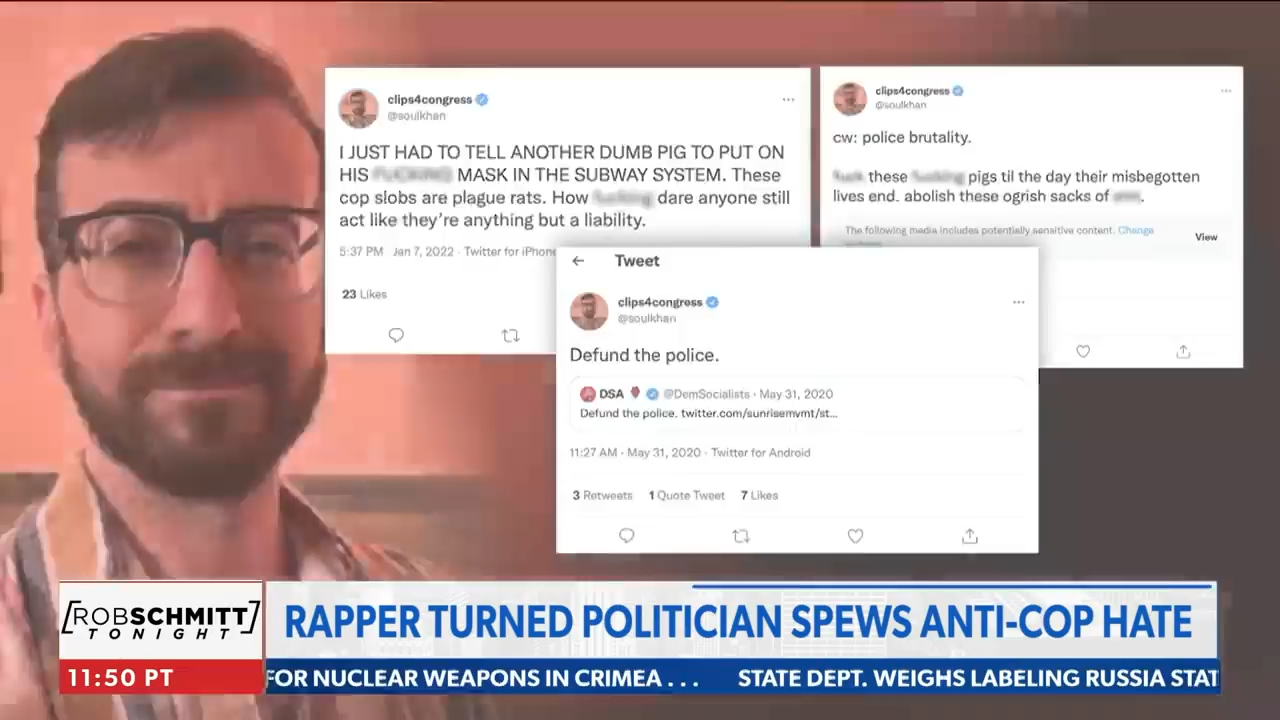 clips4congress
@soulkhan
I JUST HAD TO TELL ANOTHER DUMB PIG TO PUT ON
HIS MASK IN THE SUBWAY SYSTEM. These
cop slobs are plague rats. How dare anyone still
act like they're anything but a liability.
5:37 PM Jan 7, 2022 · Twitter for iPhone
23 Likes
clips4congress
@soulkhan
cw: police brutality.
these pigs til the day their misbegotten
lives end. abolish these ogrish sacks of .
The following media includes potentially sensitive content. Change
View
← Tweet
clips4congress
@soulkhan
Defund the police.
DSA @DemSocialists · May 31, 2020
Defund the police. twitter.com/sunrisemvmt/st...
11:27 AM · May 31, 2020 · Twitter for Android
3 Retweets 1 Quote Tweet 7 Likes
[ROBSCHMITT]
TONIGHT
RAPPER TURNED POLITICIAN SPEWS ANTI-COP HATE
11:50 PT
FOR NUCLEAR WEAPONS IN CRIMEA . . . STATE DEPT. WEIGHS LABELING RUSSIA STAT